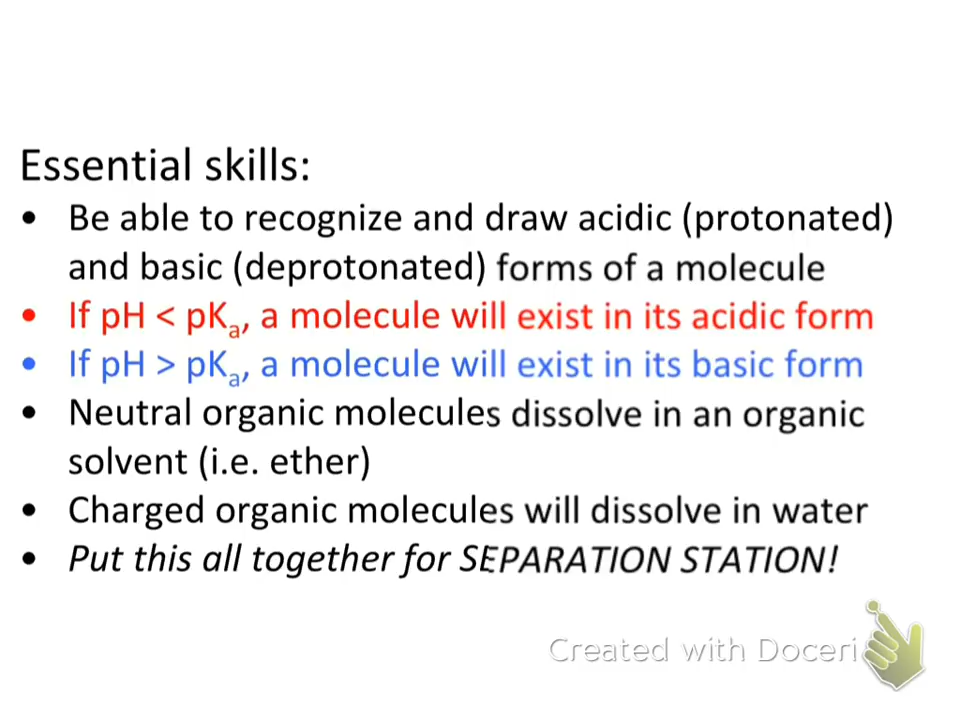 Essential skills:
• Be able to recognize and draw acidic (protonated)
and basic (deprotonated) forms of a molecule
• If pH < pKa, a molecule will exist in its acidic form
• If pH > pKa, a molecule will exist in its basic form
• Neutral organic molecules dissolve in an organic
solvent (i.e. ether)
• Charged organic molecules will dissolve in water
• Put this all together for SEPARATION STATION!
Created with Doceri